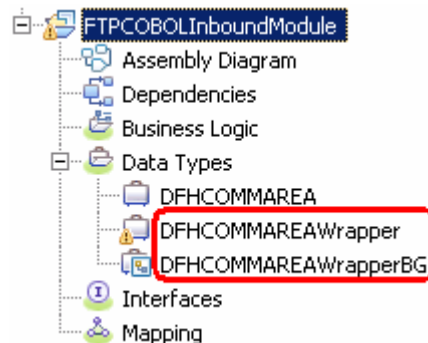 FTPCOBOLInboundModule
Assembly Diagram
Dependencies
Business Logic
Data Types
DFHCOMMAREA
DFHCOMMAREAWrapper
DFHCOMMAREAWrapperBG
Interfaces
Mapping